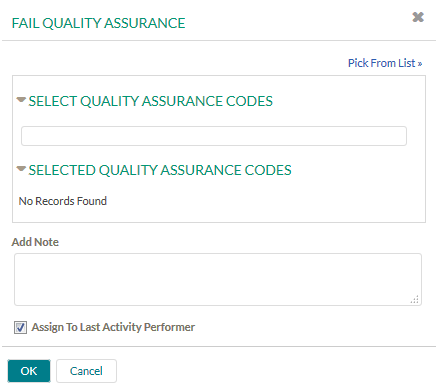 FAIL QUALITY ASSURANCE
Pick From List »
SELECT QUALITY ASSURANCE CODES
SELECTED QUALITY ASSURANCE CODES
No Records Found
Add Note
Assign To Last Activity Performer
OK Cancel